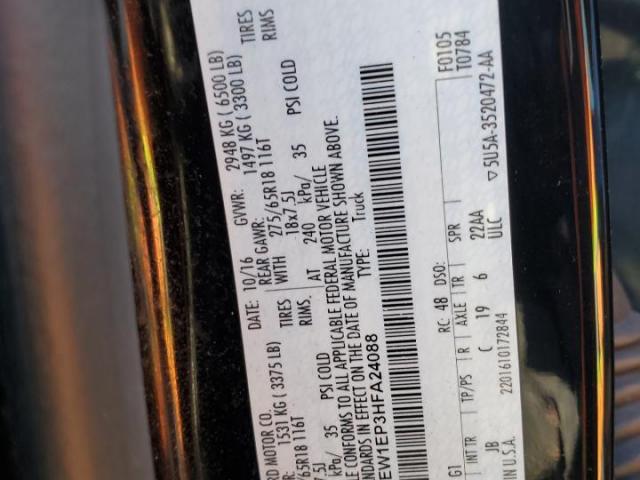 RD MOTOR CO. DATE: 10/16 GVWR: 2948 KG ( 6500 LB)
1531 KG ( 3375 LB) REAR GAWR: 1497 KG ( 3300 LB)
65R18 116T TIRES WITH 275/65R18 116T TIRES
.5J RIMS. 18x7.5J RIMS
kPa/ 35 PSI COLD AT 240 kPa/ 35 PSI COLD
LE CONFORMS TO ALL APPLICABLE FEDERAL MOTOR VEHICLE
ANDARDS IN EFFECT ON THE DATE OF MANUFACTURE SHOWN ABOVE.
EW1EP3HFA24088 TYPE: Truck
F0105
T0784
RC: 48 DSO:
G1 INT TR TP/PS R AXLE TR SPR
JB C 19 6 22AA
IN U.S.A. 2201610172844 ULC
▽5U5A-3520472-AA